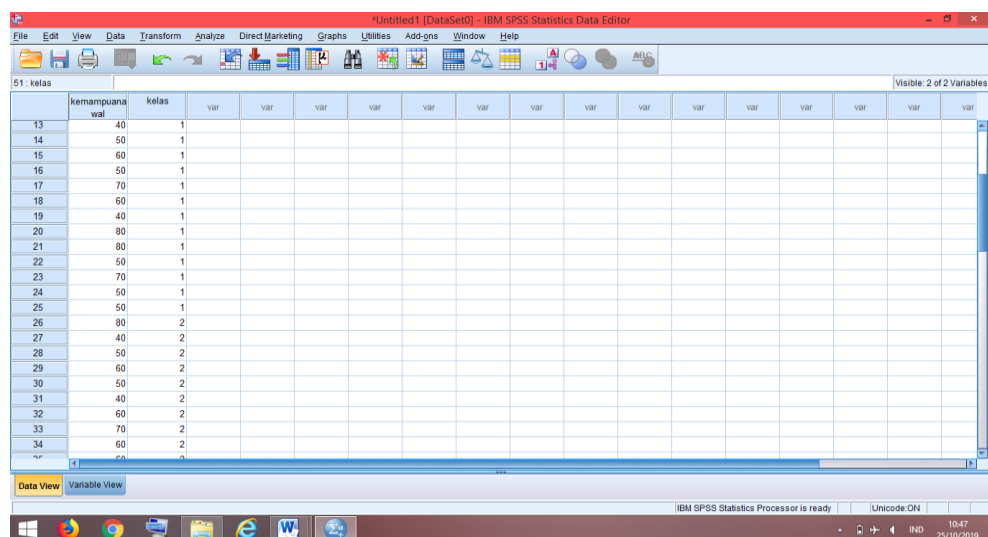 *Untitled1 [DataSet0] - IBM SPSS Statistics Data Editor
File Edit View Data Transform Analyze Direct Marketing Graphs Utilities Add-ons Window Help
51 : kelas Visible: 2 of 2 Variables
kemampuana kelas var var var var var var var var var var var var var var var
wal
13 40 1
14 50 1
15 60 1
16 50 1
17 70 1
18 60 1
19 40 1
20 80 1
21 80 1
22 50 1
23 70 1
24 50 1
25 50 1
26 80 2
27 40 2
28 50 2
29 60 2
30 50 2
31 40 2
32 60 2
33 70 2
34 60 2
Data View Variable View
IBM SPSS Statistics Processor is ready Unicode:ON
IND 10:47
25/10/2019